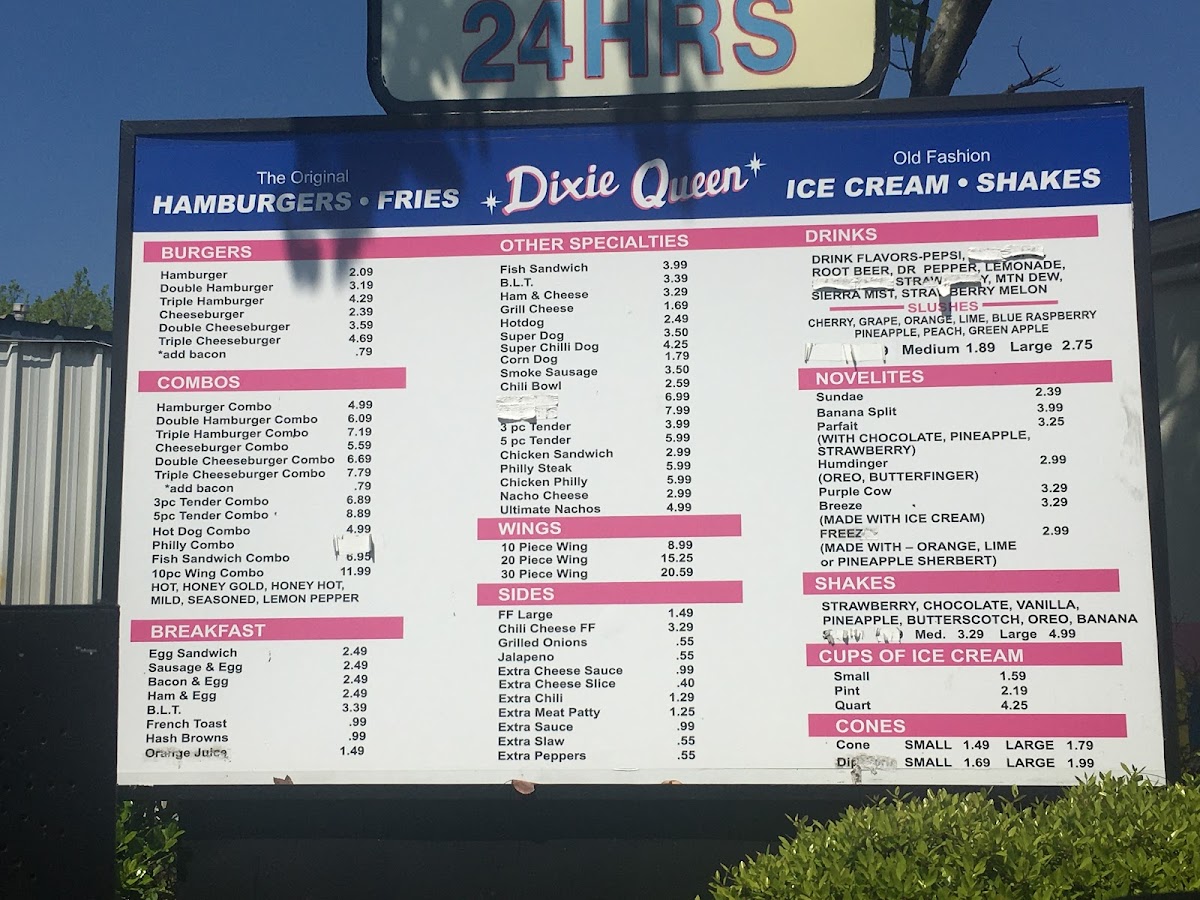 24HRS
The Original
HAMBURGERS • FRIES
Dixie Queen
Old Fashion
ICE CREAM • SHAKES
BURGERS
Hamburger 2.09
Double Hamburger 3.19
Triple Hamburger 4.29
Cheeseburger 2.39
Double Cheeseburger 3.59
Triple Cheeseburger 4.69
*add bacon .79
COMBOS
Hamburger Combo 4.99
Double Hamburger Combo 6.09
Triple Hamburger Combo 7.19
Cheeseburger Combo 5.59
Double Cheeseburger Combo 6.69
Triple Cheeseburger Combo 7.79
*add bacon .79
3pc Tender Combo 6.89
5pc Tender Combo 8.89
Hot Dog Combo 4.99
Philly Combo
Fish Sandwich Combo 6.95
10pc Wing Combo 11.99
HOT, HONEY GOLD, HONEY HOT,
MILD, SEASONED, LEMON PEPPER
BREAKFAST
Egg Sandwich 2.49
Sausage & Egg 2.49
Bacon & Egg 2.49
Ham & Egg 2.49
B.L.T. 3.39
French Toast .99
Hash Browns .99
Orange Juice 1.49
OTHER SPECIALTIES
Fish Sandwich 3.99
B.L.T. 3.39
Ham & Cheese 3.29
Grill Cheese 1.69
Hotdog 2.49
Super Dog 3.50
Super Chilli Dog 4.25
Corn Dog 1.79
Smoke Sausage 3.50
Chili Bowl 2.59
6.99
7.99
3 pc Tender 3.99
5 pc Tender 5.99
Chicken Sandwich 2.99
Philly Steak 5.99
Chicken Philly 5.99
Nacho Cheese 2.99
Ultimate Nachos 4.99
WINGS
10 Piece Wing 8.99
20 Piece Wing 15.25
30 Piece Wing 20.59
SIDES
FF Large 1.49
Chili Cheese FF 3.29
Grilled Onions .55
Jalapeno .55
Extra Cheese Sauce .99
Extra Cheese Slice .40
Extra Chili 1.29
Extra Meat Patty 1.25
Extra Sauce .99
Extra Slaw .55
Extra Peppers .55
DRINKS
DRINK FLAVORS-PEPSI,
ROOT BEER, DR PEPPER, LEMONADE,
MTN DEW,
SIERRA MIST, STRAWBERRY MELON
SLUSHES
CHERRY, GRAPE, ORANGE, LIME, BLUE RASPBERRY
PINEAPPLE, PEACH, GREEN APPLE
Medium 1.89 Large 2.75
NOVELITES
Sundae 2.39
Banana Split 3.99
Parfait 3.25
(WITH CHOCOLATE, PINEAPPLE,
STRAWBERRY)
Humdinger 2.99
(OREO, BUTTERFINGER)
Purple Cow 3.29
Breeze 3.29
(MADE WITH ICE CREAM)
FREEZ 2.99
(MADE WITH – ORANGE, LIME
or PINEAPPLE SHERBERT)
SHAKES
STRAWBERRY, CHOCOLATE, VANILLA,
PINEAPPLE, BUTTERSCOTCH, OREO, BANANA
Med. 3.29 Large 4.99
CUPS OF ICE CREAM
Small 1.59
Pint 2.19
Quart 4.25
CONES
Cone SMALL 1.49 LARGE 1.79
SMALL 1.69 LARGE 1.99